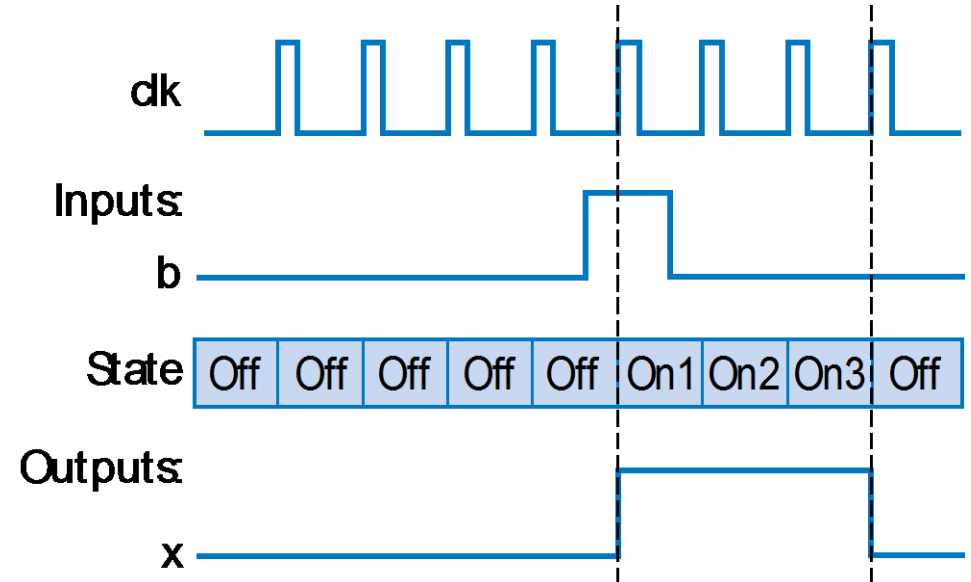 clk
Inputs:
b
State Off Off Off Off Off On1 On2 On3 Off
Outputs:
x